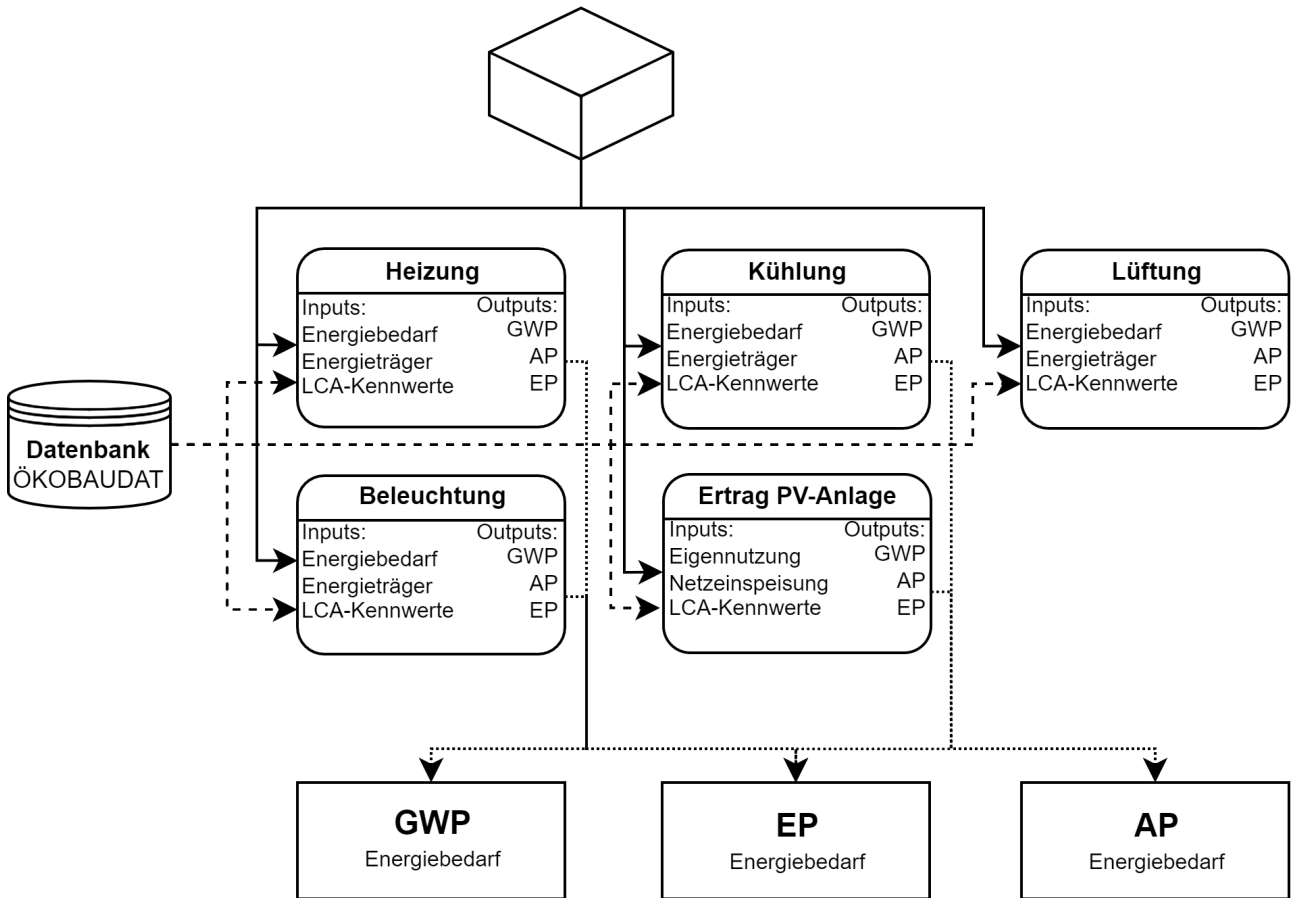 Heizung
Inputs:
Outputs:
Energiebedarf
GWP
Energieträger
AP
LCA-Kennwerte
EP
Kühlung
Inputs:
Outputs:
Energiebedarf
GWP
Energieträger
AP
LCA-Kennwerte
EP
Lüftung
Inputs:
Outputs:
Energiebedarf
GWP
Energieträger
AP
LCA-Kennwerte
EP
Datenbank
ÖKOBAUDAT
Beleuchtung
Inputs:
Outputs:
Energiebedarf
GWP
Energieträger
AP
LCA-Kennwerte
EP
Ertrag PV-Anlage
Inputs:
Outputs:
Eigennutzung
GWP
Netzeinspeisung
AP
LCA-Kennwerte
EP
GWP
Energiebedarf
EP
Energiebedarf
AP
Energiebedarf